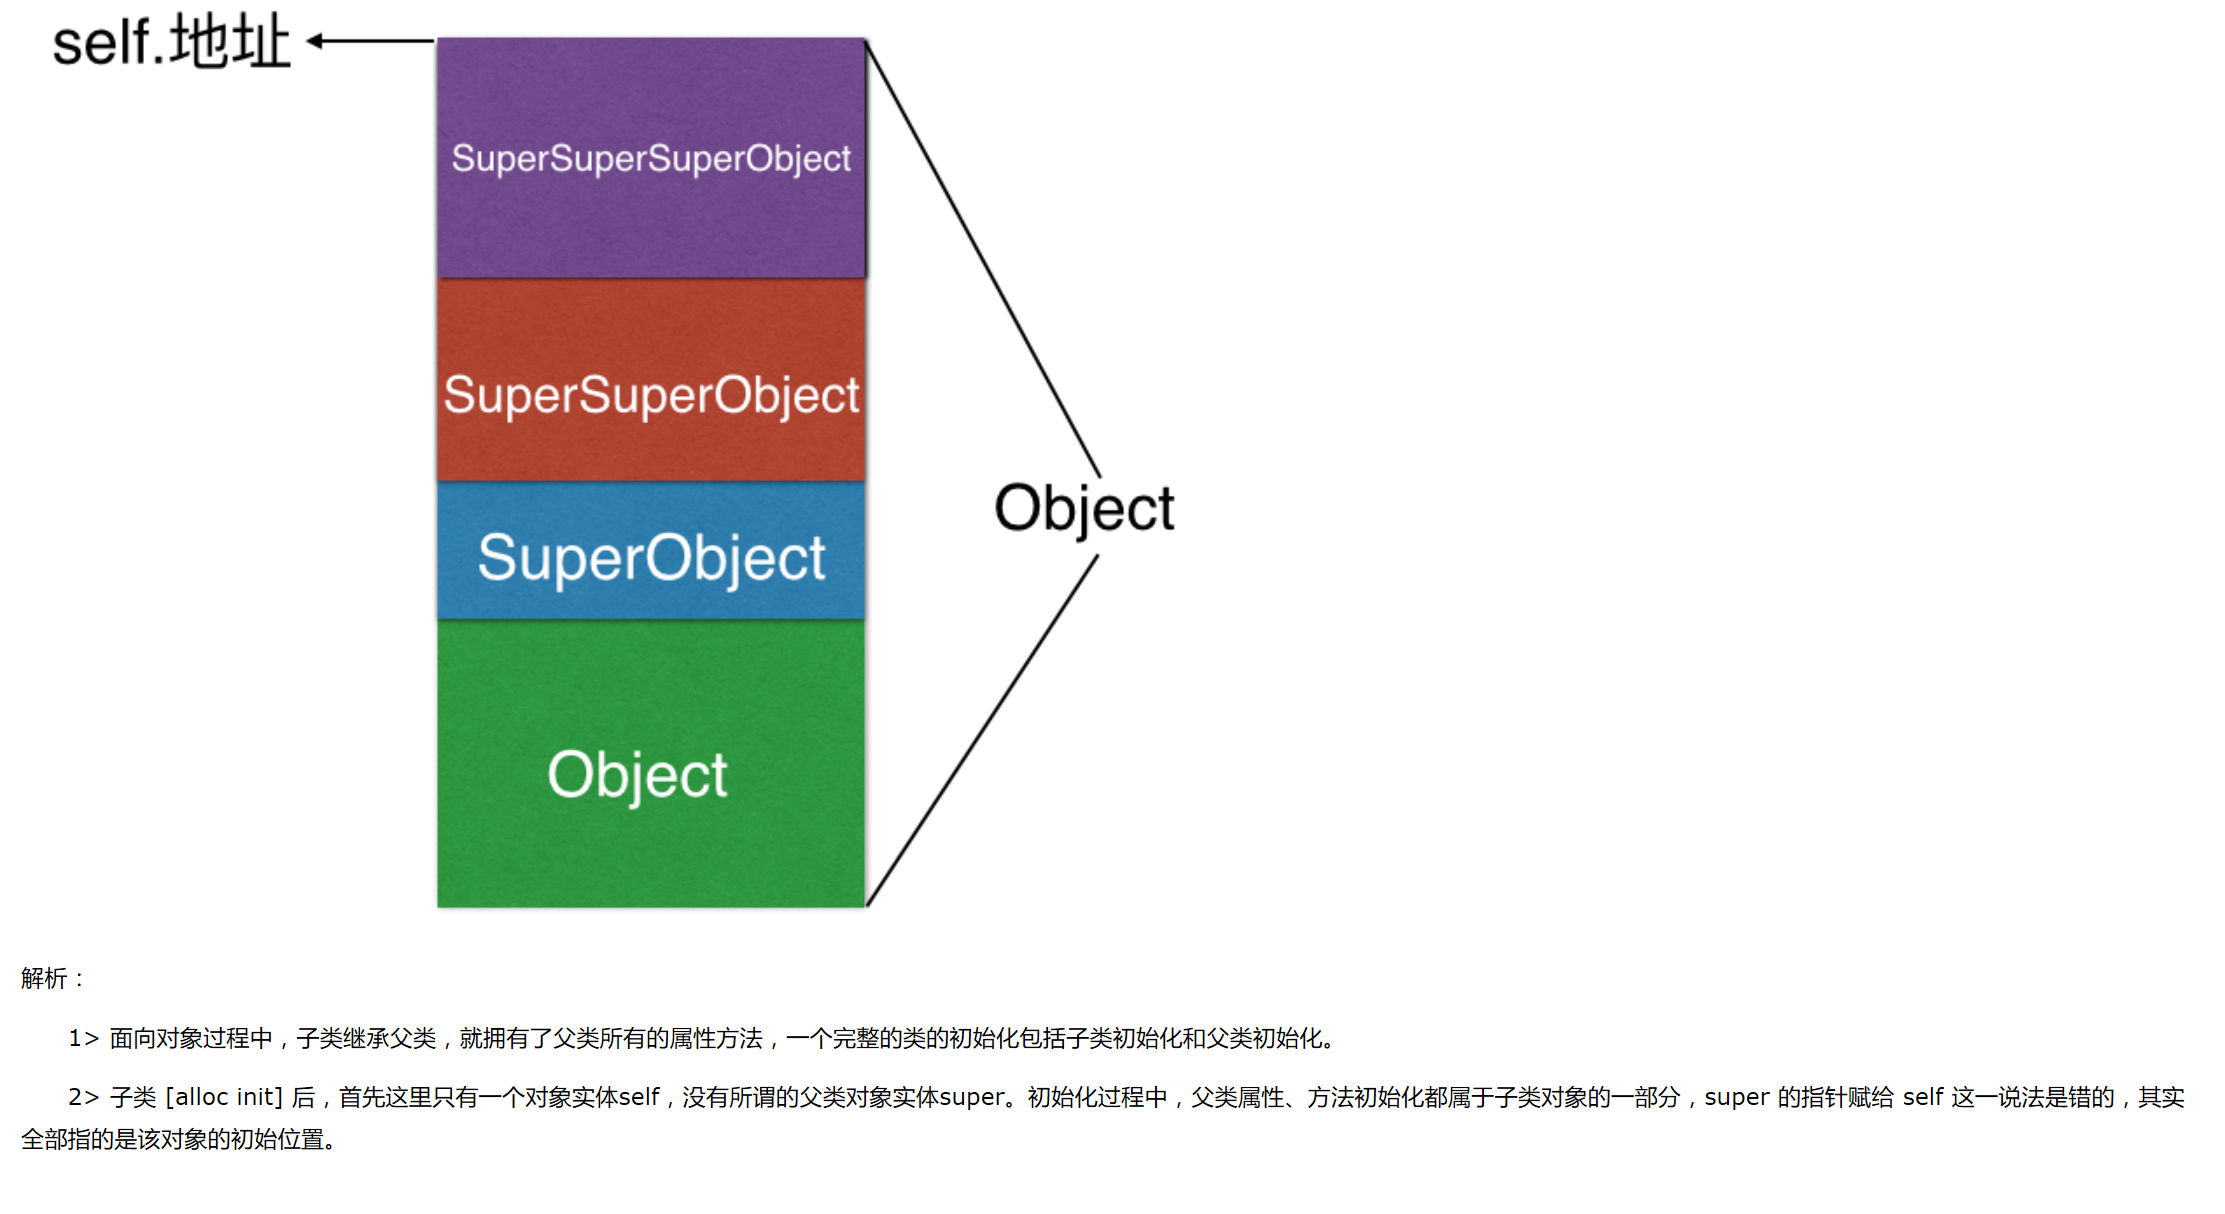 self.地址
SuperSuperSuperObject
SuperSuperObject
SuperObject
Object
Object
解析：
1> 面向对象过程中，子类继承父类，就拥有了父类所有的属性方法，一个完整的类的初始化包括子类初始化和父类初始化。
2> 子类 [alloc init] 后，首先这里只有一个对象实体self，没有所谓的父类对象实体super。初始化过程中，父类属性、方法初始化都属于子类对象的一部分，super 的指针赋给 self 这一说法是错的，其实
全部指的是该对象的初始位置。